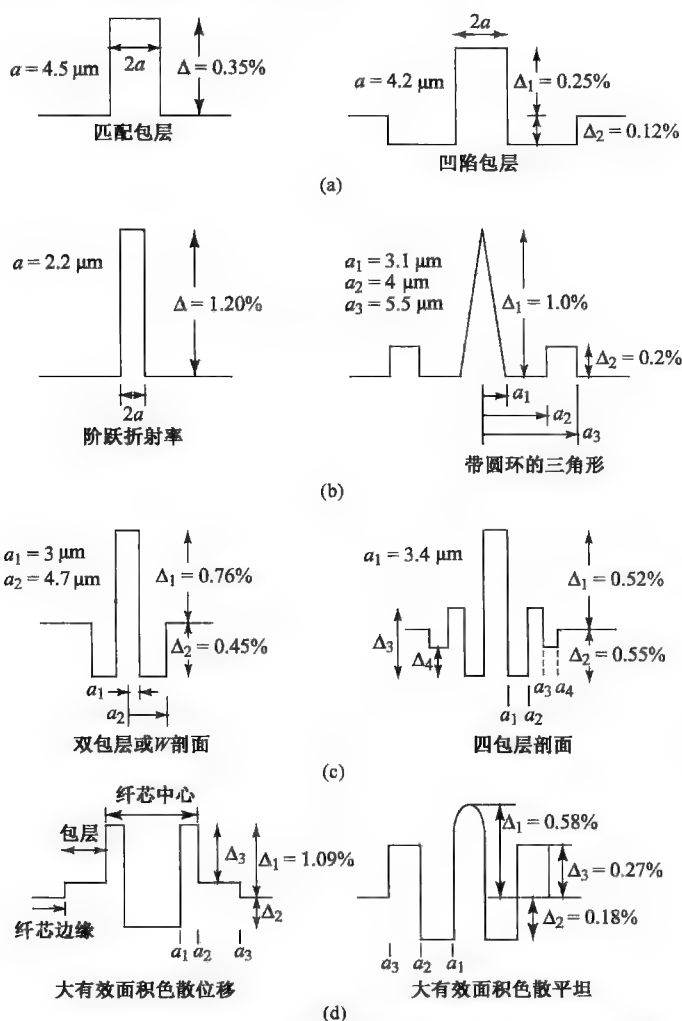 2a
a = 4.5 μm
2a
Δ = 0.35%
匹配包层
2a
a = 4.2 μm
Δ₁ = 0.25%
Δ₂ = 0.12%
凹陷包层
(a)
a = 2.2 μm
Δ = 1.20%
2a
阶跃折射率
a₁ = 3.1 μm
a₂ = 4 μm
a₃ = 5.5 μm
Δ₁ = 1.0%
Δ₂ = 0.2%
a₁
a₂
a₃
带圆环的三角形
(b)
a₁ = 3 μm
a₂ = 4.7 μm
Δ₁ = 0.76%
Δ₂ = 0.45%
a₁
a₂
双包层或W剖面
a₁ = 3.4 μm
Δ₁ = 0.52%
Δ₃
Δ₄
Δ₂ = 0.55%
a₃ a₄
a₁ a₂
四包层剖面
(c)
纤芯中心
包层
Δ₃
Δ₁ = 1.09%
Δ₂
纤芯边缘
a₁ a₂ a₃
大有效面积色散位移
Δ₁ = 0.58%
Δ₃ = 0.27%
Δ₂ = 0.18%
a₃ a₂ a₁
大有效面积色散平坦
(d)